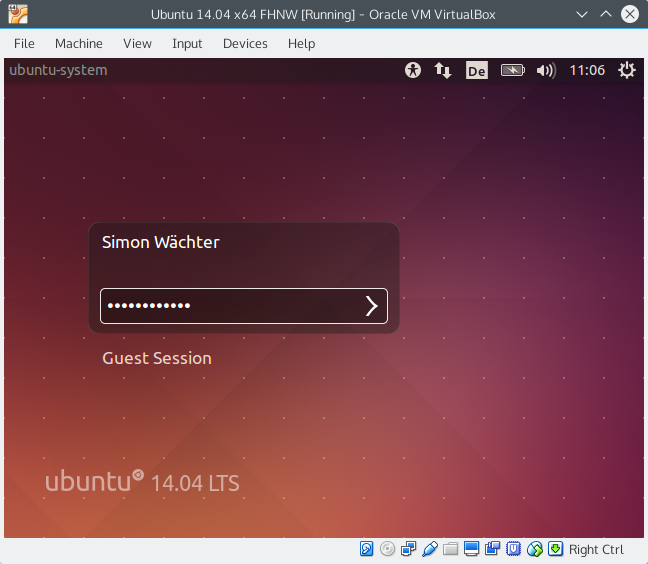 Ubuntu 14.04 x64 FHNW [Running] - Oracle VM VirtualBox
File Machine View Input Devices Help
ubuntu-system De 11:06
Simon Wächter
Guest Session
ubuntu 14.04 LTS
Right Ctrl